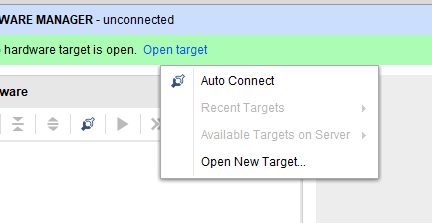 WARE MANAGER - unconnected
hardware target is open. Open target
Auto Connect
ware
Recent Targets
Available Targets on Server
Open New Target...